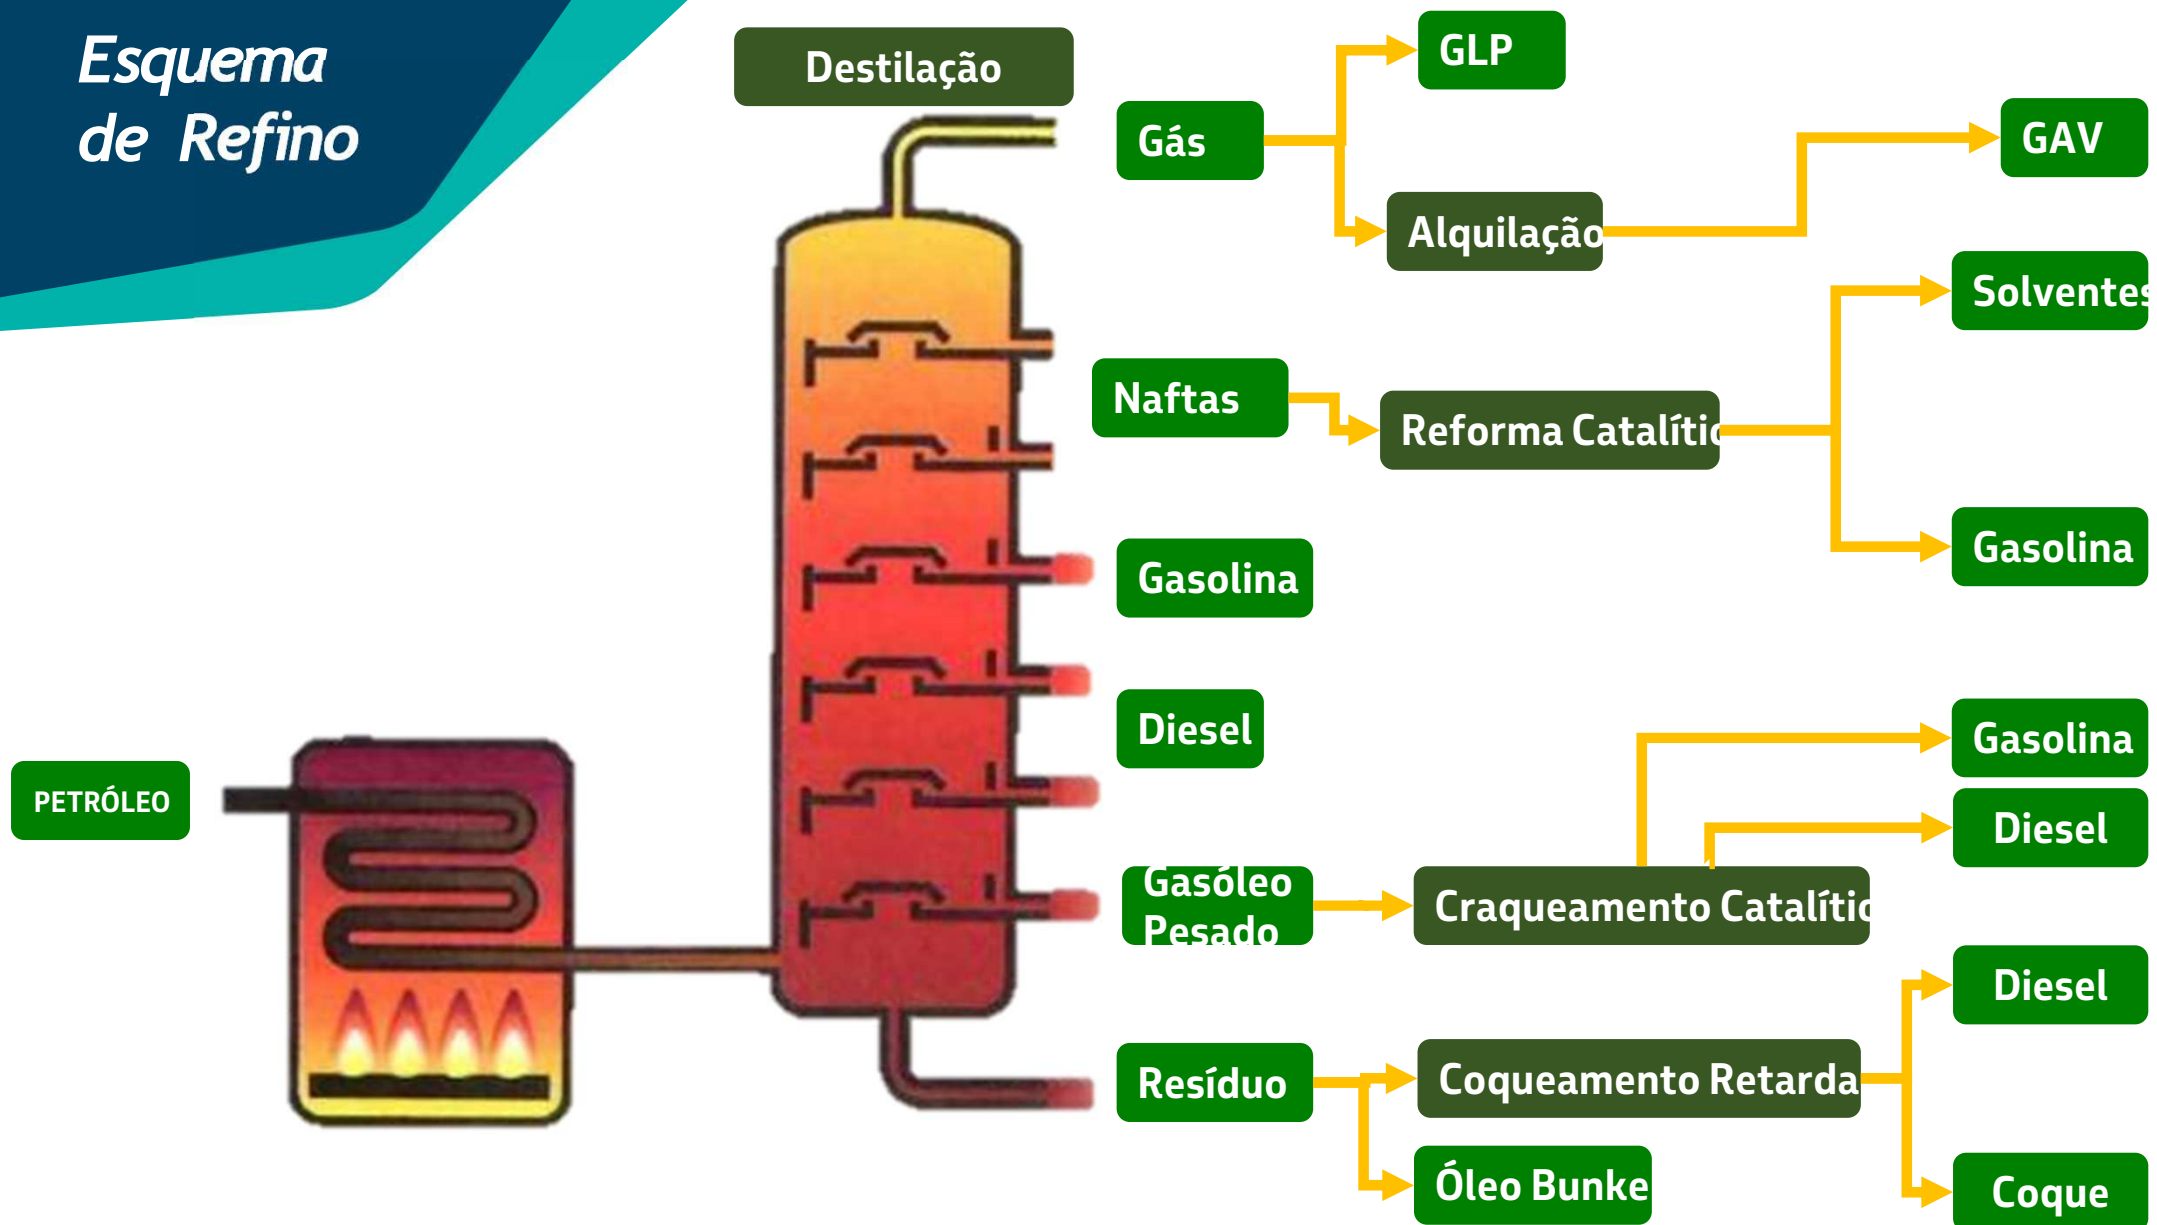 Esquema
de Refino
Destilação
GLP
Gás
GAV
Alquilação
Solventes
Naftas
Reforma Catalític
Gasolina
Gasolina
Diesel
Gasolina
PETRÓLEO
Diesel
Gasóleo
Pesado
Craqueamento Catalític
Diesel
Resíduo
Coqueamento Retarda
Óleo Bunke
Coque